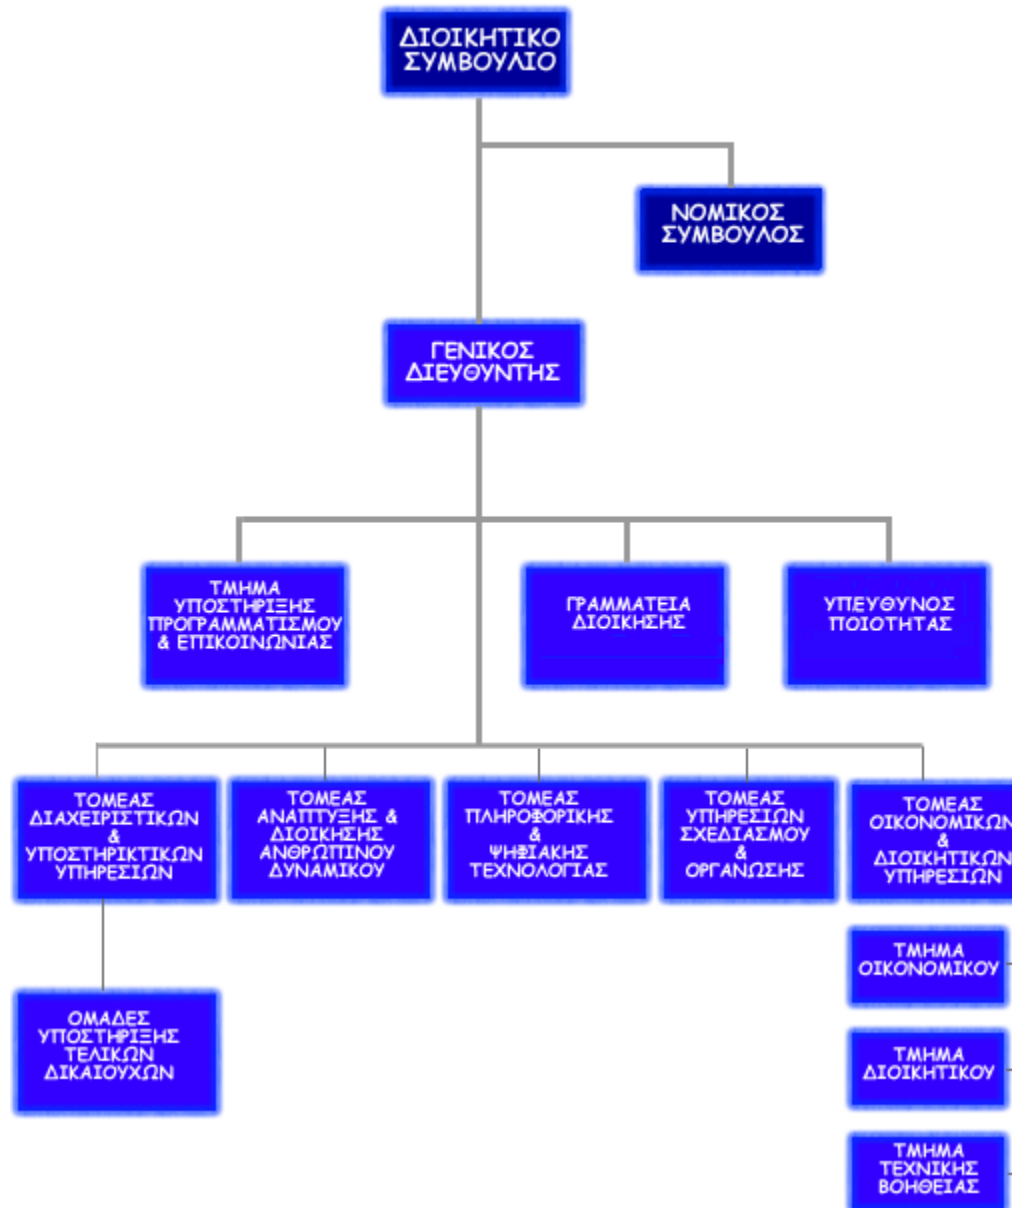 ΔΙΟΙΚΗΤΙΚΟ
ΣΥΜΒΟΥΛΙΟ
ΝΟΜΙΚΟΣ
ΣΥΜΒΟΥΛΟΣ
ΓΕΝΙΚΟΣ
ΔΙΕΥΘΥΝΤΗΣ
ΤΜΗΜΑ
ΥΠΟΣΤΗΡΙΞΗΣ
ΠΡΟΓΡΑΜΜΑΤΙΣΜΟΥ
& ΕΠΙΚΟΙΝΩΝΙΑΣ
ΓΡΑΜΜΑΤΕΙΑ
ΔΙΟΙΚΗΣΗΣ
ΥΠΕΥΘΥΝΟΣ
ΠΟΙΟΤΗΤΑΣ
ΤΟΜΕΑΣ
ΔΙΑΧΕΙΡΙΣΤΙΚΩΝ
&
ΥΠΟΣΤΗΡΙΚΤΙΚΩΝ
ΥΠΗΡΕΣΙΩΝ
ΤΟΜΕΑΣ
ΑΝΑΠΤΥΞΗΣ &
ΔΙΟΙΚΗΣΗΣ
ΑΝΘΡΩΠΙΝΟΥ
ΔΥΝΑΜΙΚΟΥ
ΤΟΜΕΑΣ
ΠΛΗΡΟΦΟΡΙΚΗΣ
&
ΨΗΦΙΑΚΗΣ
ΤΕΧΝΟΛΟΓΙΑΣ
ΤΟΜΕΑΣ
ΥΠΗΡΕΣΙΩΝ
ΣΧΕΔΙΑΣΜΟΥ
&
ΟΡΓΑΝΩΣΗΣ
ΤΟΜΕΑΣ
ΟΙΚΟΝΟΜΙΚΩΝ
&
ΔΙΟΙΚΗΤΙΚΩΝ
ΥΠΗΡΕΣΙΩΝ
ΟΜΑΔΕΣ
ΥΠΟΣΤΗΡΙΞΗΣ
ΤΕΛΙΚΩΝ
ΔΙΚΑΙΟΥΧΩΝ
ΤΜΗΜΑ
ΟΙΚΟΝΟΜΙΚΟΥ
ΤΜΗΜΑ
ΔΙΟΙΚΗΤΙΚΟΥ
ΤΜΗΜΑ
ΤΕΧΝΙΚΗΣ
ΒΟΗΘΕΙΑΣ